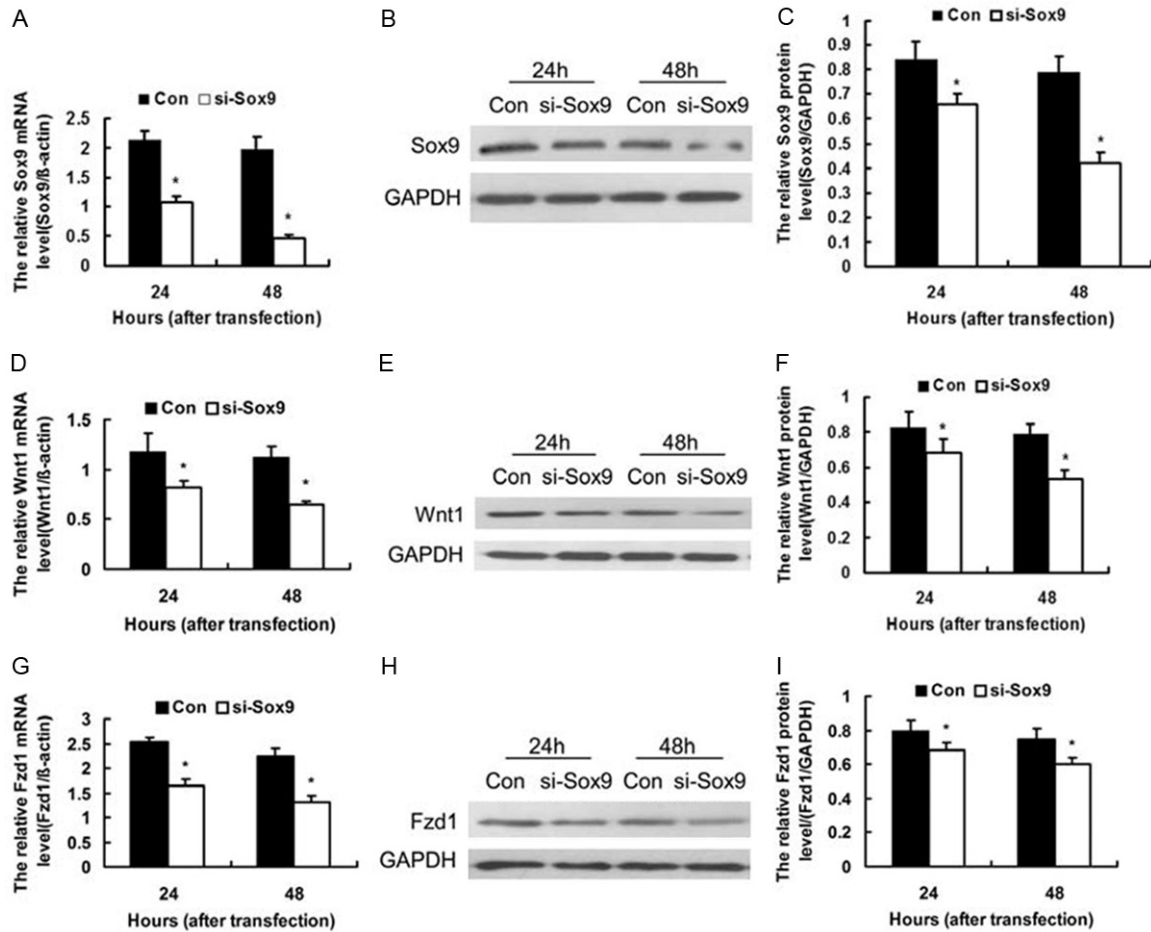 A
Con si-Sox9
The relative Sox9 mRNA
level(Sox9/ß-actin)
2.5
2
1.5
1
0.5
0
*
*
24 48
Hours (after transfection)
B
24h 48h
Con si-Sox9 Con si-Sox9
Sox9
GAPDH
C
Con si-Sox9
The relative Sox9 protein
level(Sox9/GAPDH)
1
0.9
0.8
0.7
0.6
0.5
0.4
0.3
0.2
0.1
0
*
*
24 48
Hours (after transfection)
D
Con si-Sox9
The relative Wnt1 mRNA
level(Wnt1/ß-actin)
1.5
1
0.5
0
*
*
24 48
Hours (after transfection)
E
24h 48h
Con si-Sox9 Con si-Sox9
Wnt1
GAPDH
F
Con si-Sox9
The relative Wnt1 protein
level(Wnt1/GAPDH)
1
0.8
0.6
0.4
0.2
0
*
*
24 48
Hours (after transfection)
G
Con si-Sox9
The relative Fzd1 mRNA
level(Fzd1/ß-actin)
3
2.5
2
1.5
1
0.5
0
*
*
24 48
Hours (after transfection)
H
24h 48h
Con si-Sox9 Con si-Sox9
Fzd1
GAPDH
I
Con si-Sox9
The relative Fzd1 protein
level/(Fzd1/GAPDH)
1
0.8
0.6
0.4
0.2
0
*
*
24 48
Hours (after transfection)